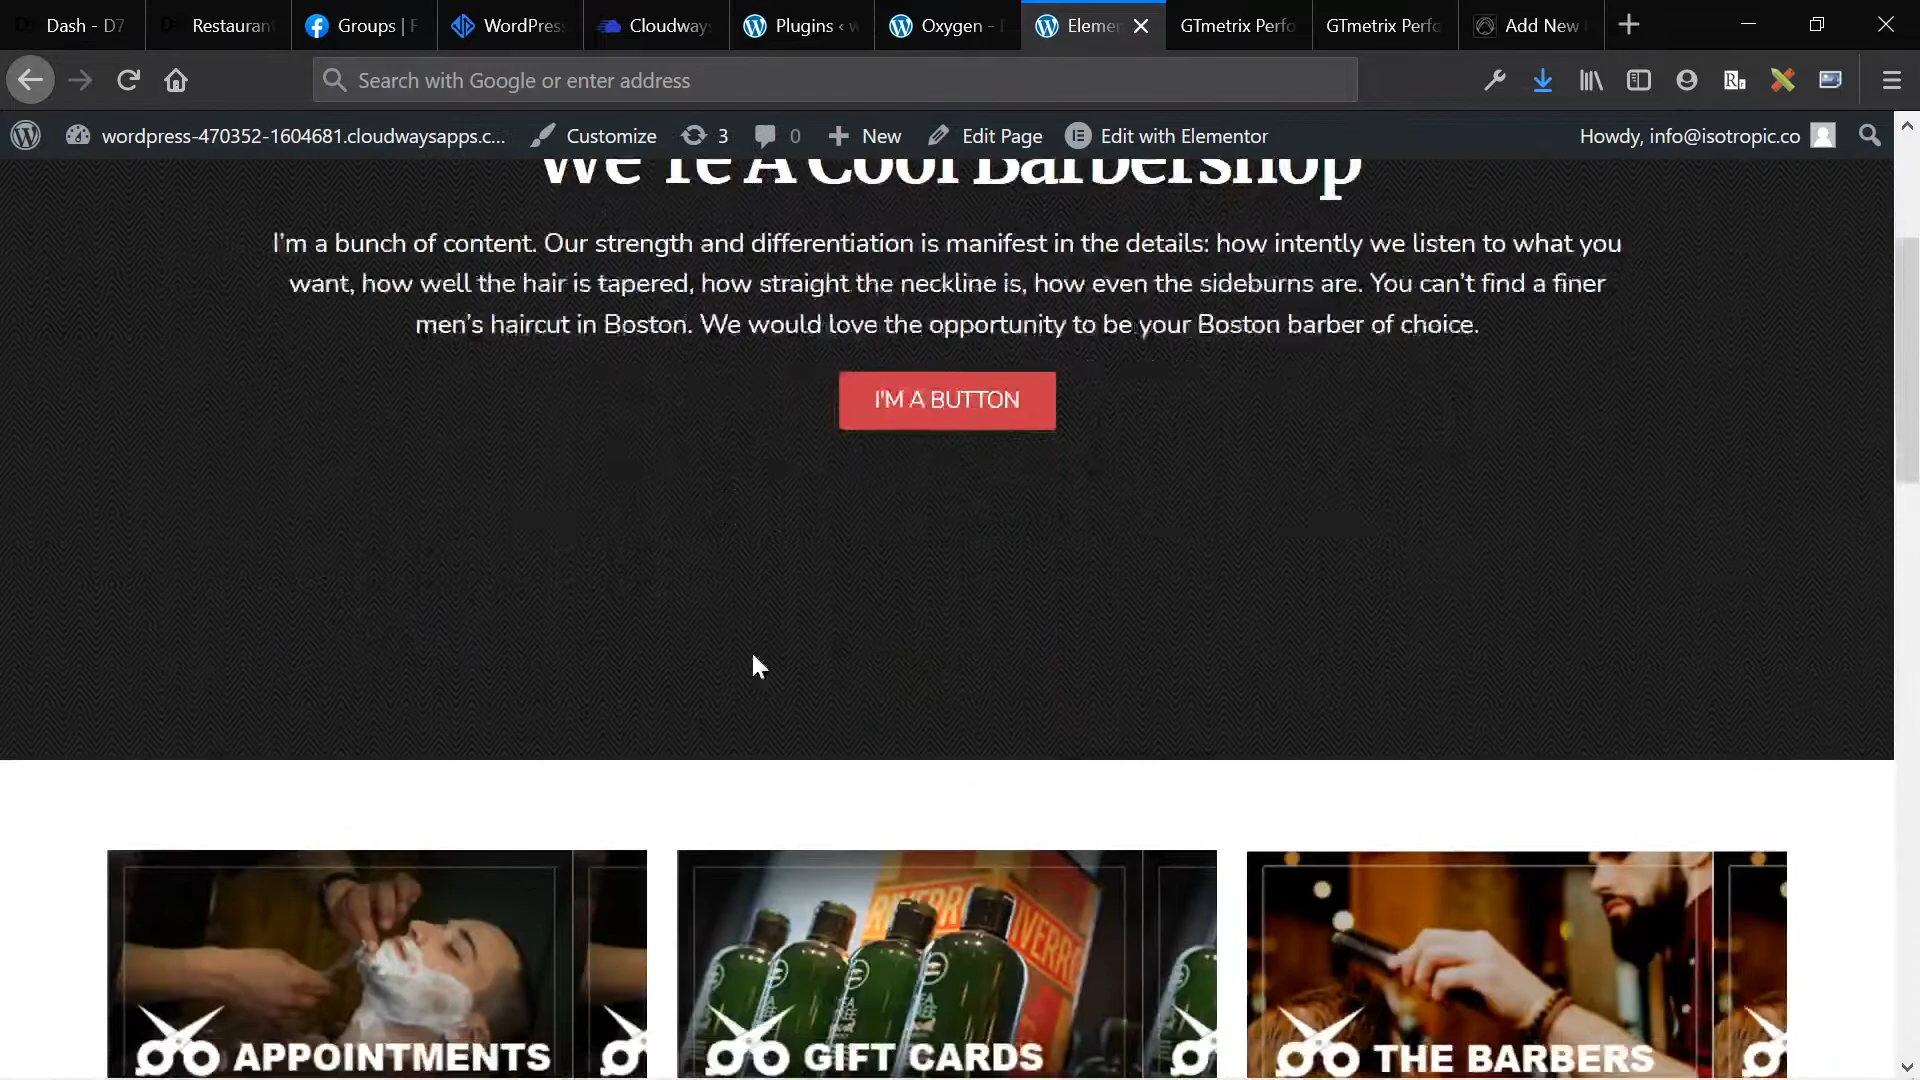 Dash - D7
Restaurant
Groups | F
WordPress
Cloudways
Plugins ‹ w
Oxygen - D
Elemen
GTmetrix Perfo
GTmetrix Perfo
Add New
Search with Google or enter address
wordpress-470352-1604681.cloudwaysapps.c...
Customize
3
0
New
Edit Page
Edit with Elementor
Howdy, info@isotropic.co
We're A Cool Barbershop
I'm a bunch of content. Our strength and differentiation is manifest in the details: how intently we listen to what you
want, how well the hair is tapered, how straight the neckline is, how even the sideburns are. You can't find a finer
men's haircut in Boston. We would love the opportunity to be your Boston barber of choice.
I'M A BUTTON
APPOINTMENTS
GIFT CARDS
THE BARBERS